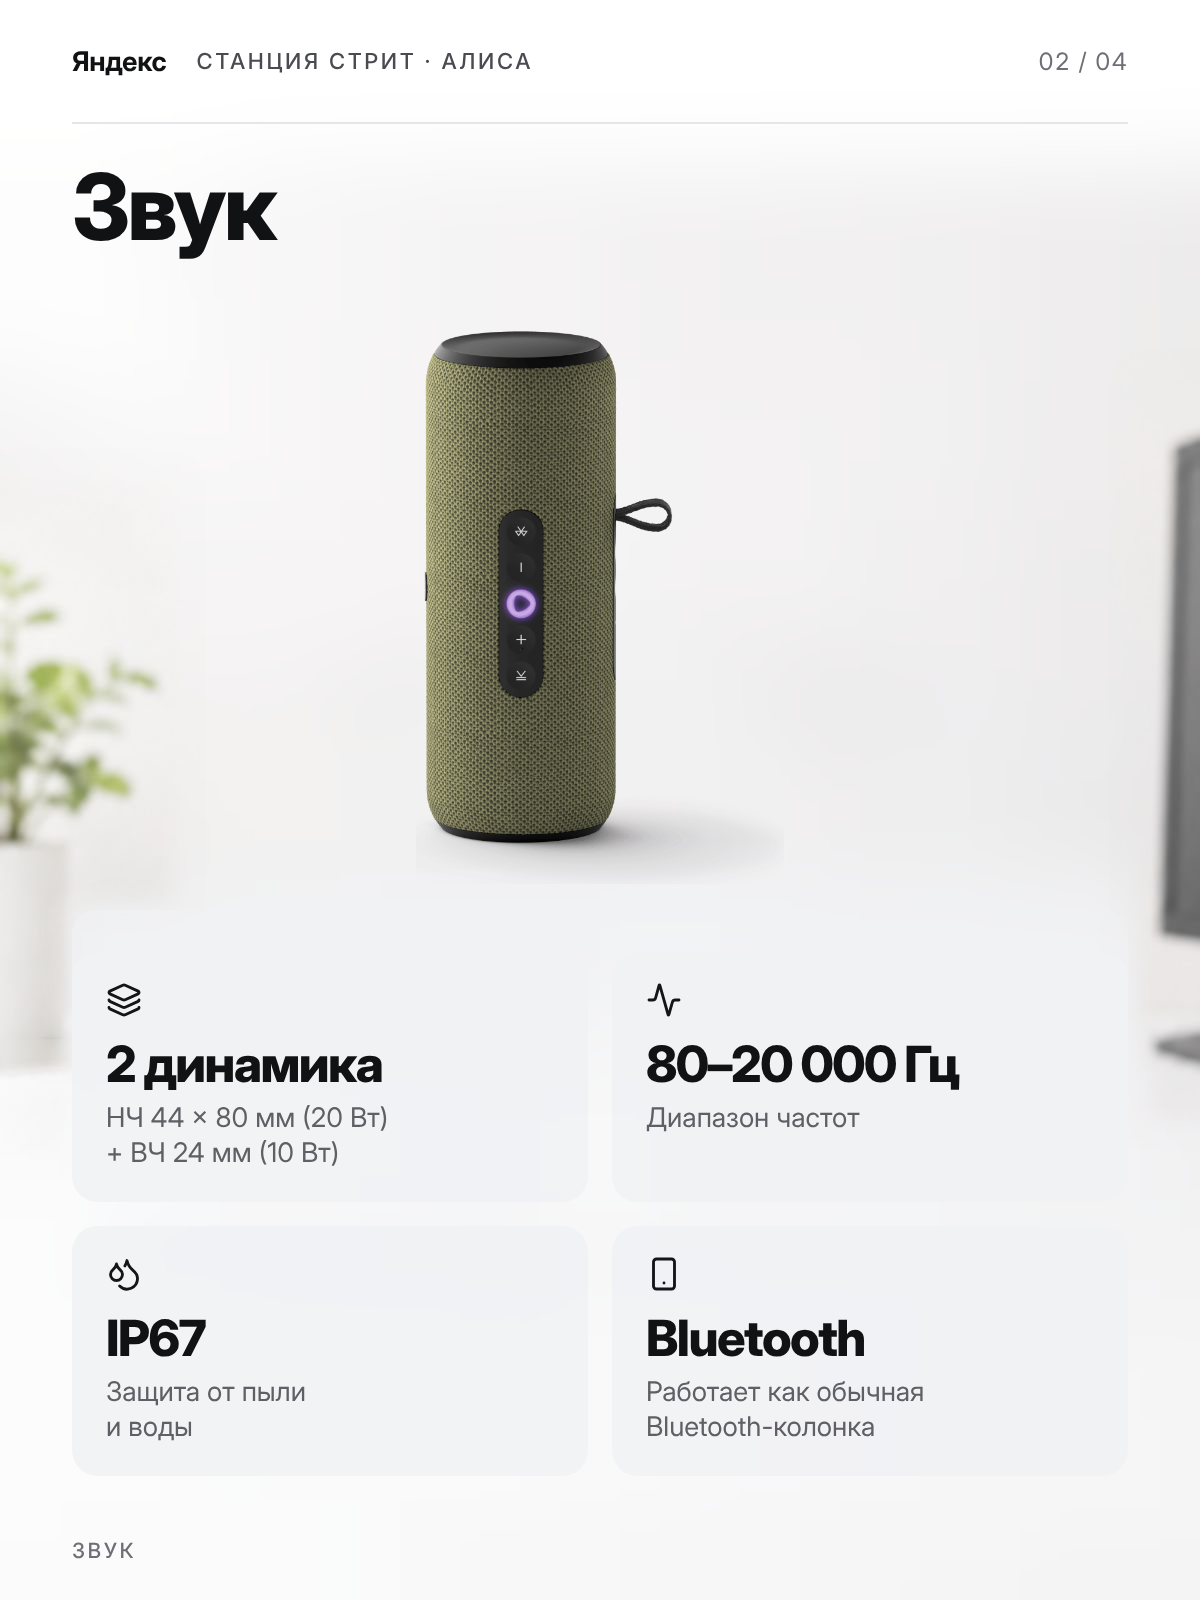 Яндекс СТАНЦИЯ СТРИТ · АЛИСА 02 / 04
Звук
2 динамика
НЧ 44 × 80 мм (20 Вт)
+ ВЧ 24 мм (10 Вт)
80–20 000 Гц
Диапазон частот
IP67
Защита от пыли
и воды
Bluetooth
Работает как обычная
Bluetooth-колонка
ЗВУК